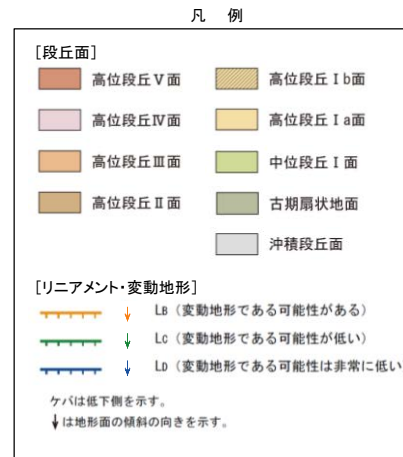 凡 例
[段丘面]
高位段丘Ⅴ面 高位段丘Ⅰb面
高位段丘Ⅳ面 高位段丘Ⅰa面
高位段丘Ⅲ面 中位段丘Ⅰ面
高位段丘Ⅱ面 古期扇状地面
沖積段丘面
[リニアメント・変動地形]
LB (変動地形である可能性がある)
LC (変動地形である可能性が低い)
LD (変動地形である可能性は非常に低い
ケバは低下側を示す。
↓は地形面の傾斜の向きを示す。